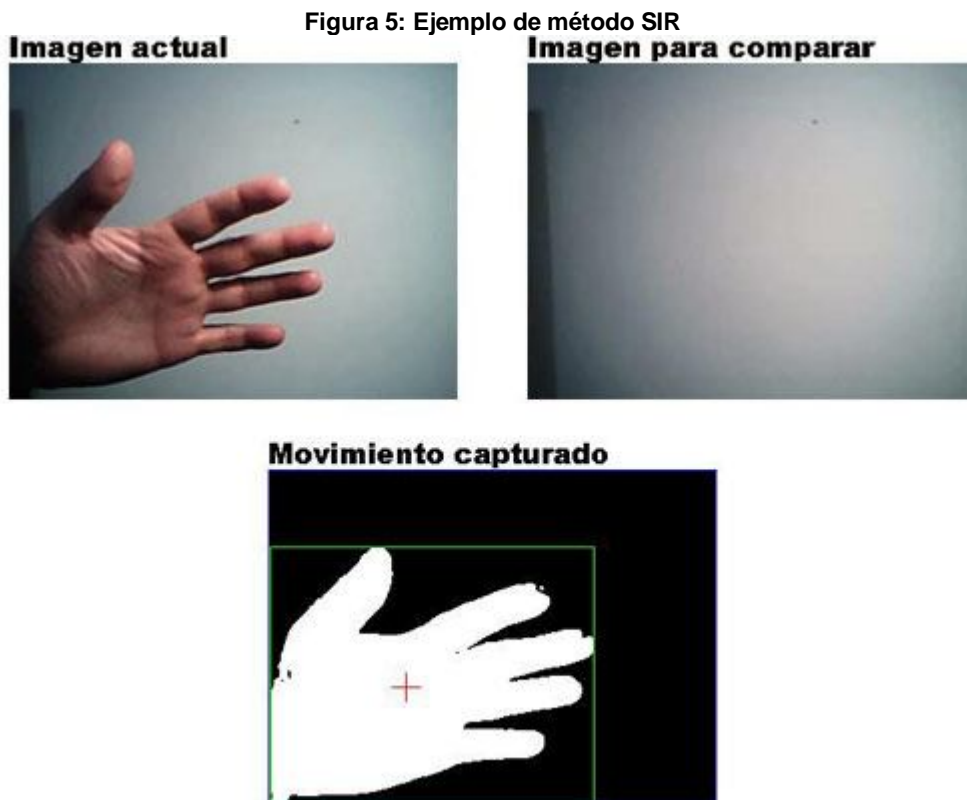 Figura 5: Ejemplo de método SIR
Imagen actual
Imagen para comparar
Movimiento capturado